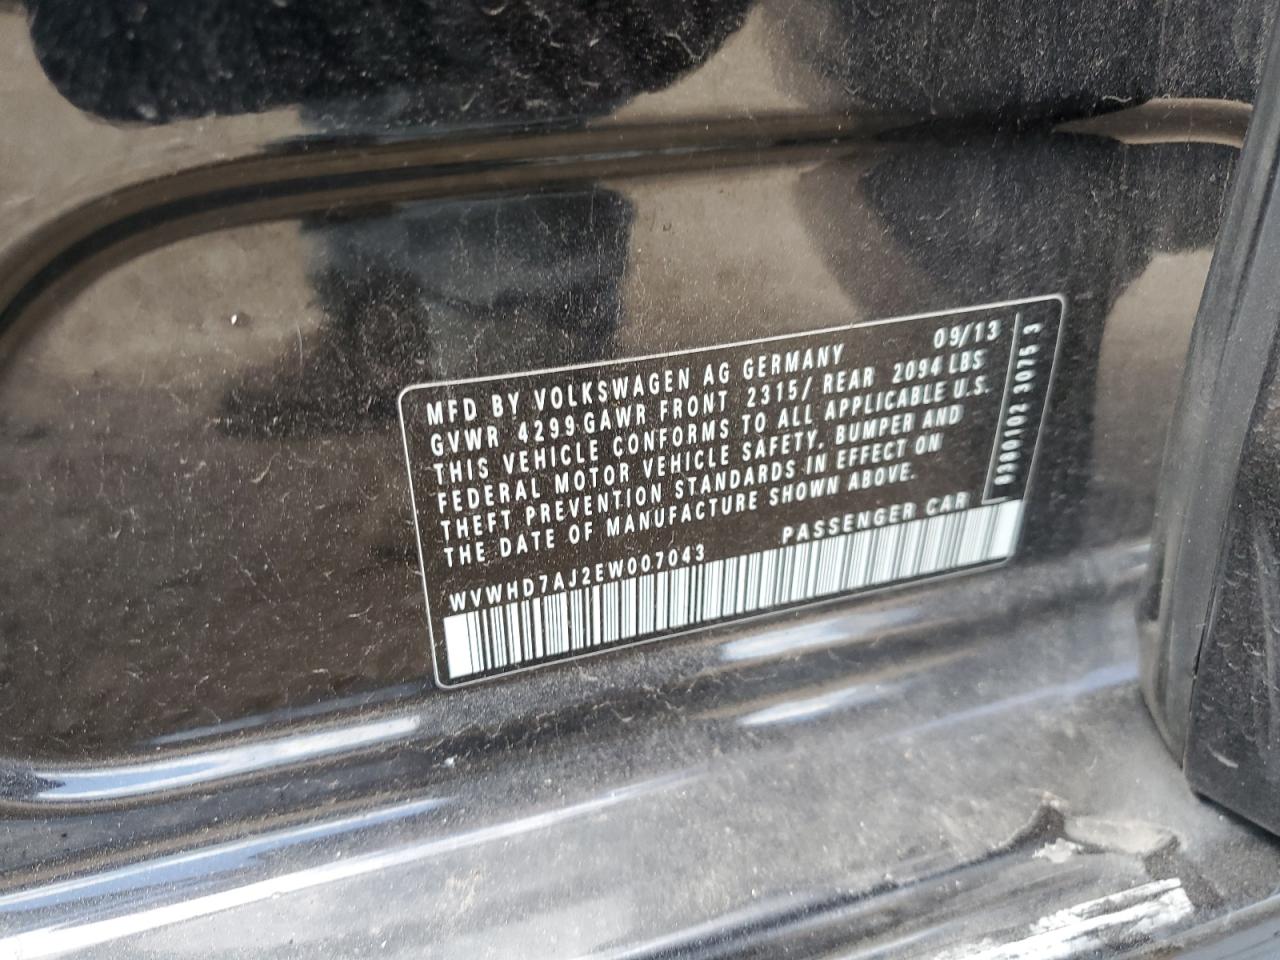 MFD BY VOLKSWAGEN AG GERMANY 09/13
GVWR 4299 GAWR FRONT 2315/ REAR 2094 LBS
THIS VEHICLE CONFORMS TO ALL APPLICABLE U.S.
FEDERAL MOTOR VEHICLE SAFETY, BUMPER AND
THEFT PREVENTION STANDARDS IN EFFECT ON
THE DATE OF MANUFACTURE SHOWN ABOVE.
WVWHD7AJ2EW007043 PASSENGER CAR
3075 3